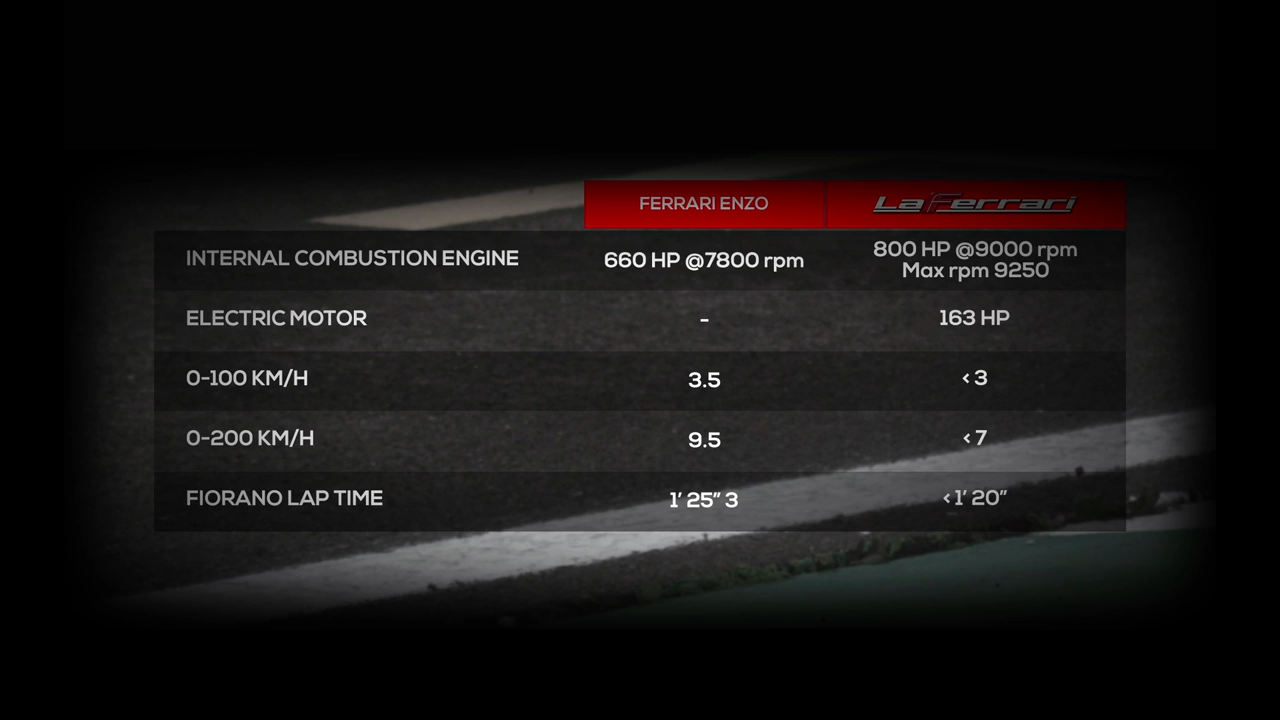 FERRARI ENZO LaFerrari
INTERNAL COMBUSTION ENGINE 660 HP @7800 rpm 800 HP @9000 rpm
Max rpm 9250
ELECTRIC MOTOR - 163 HP
0-100 KM/H 3.5 < 3
0-200 KM/H 9.5 < 7
FIORANO LAP TIME 1’ 25” 3 < 1’ 20”